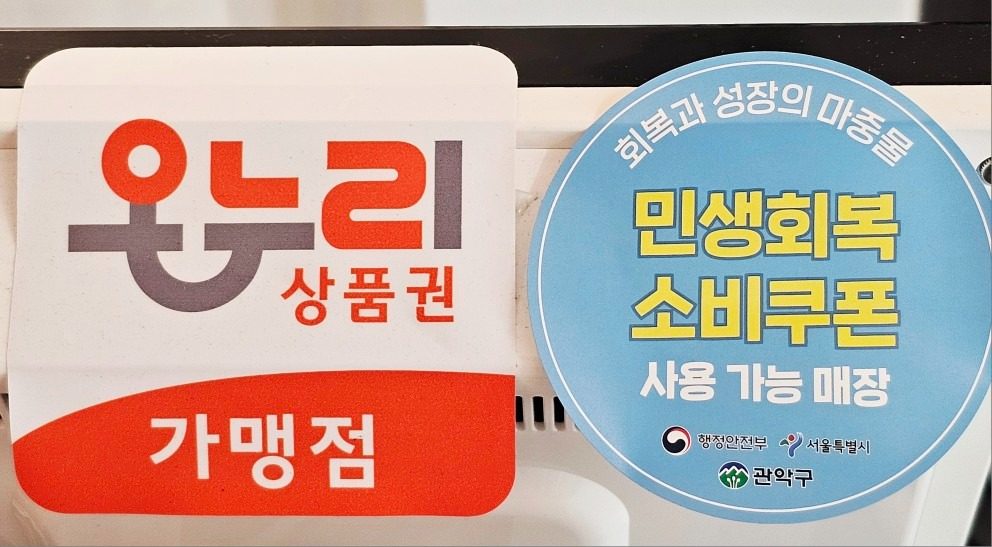 온누리
상품권
가맹점
회복과 성장의 마중물
민생회복
소비쿠폰
사용 가능 매장
행정안전부 서울특별시
관악구